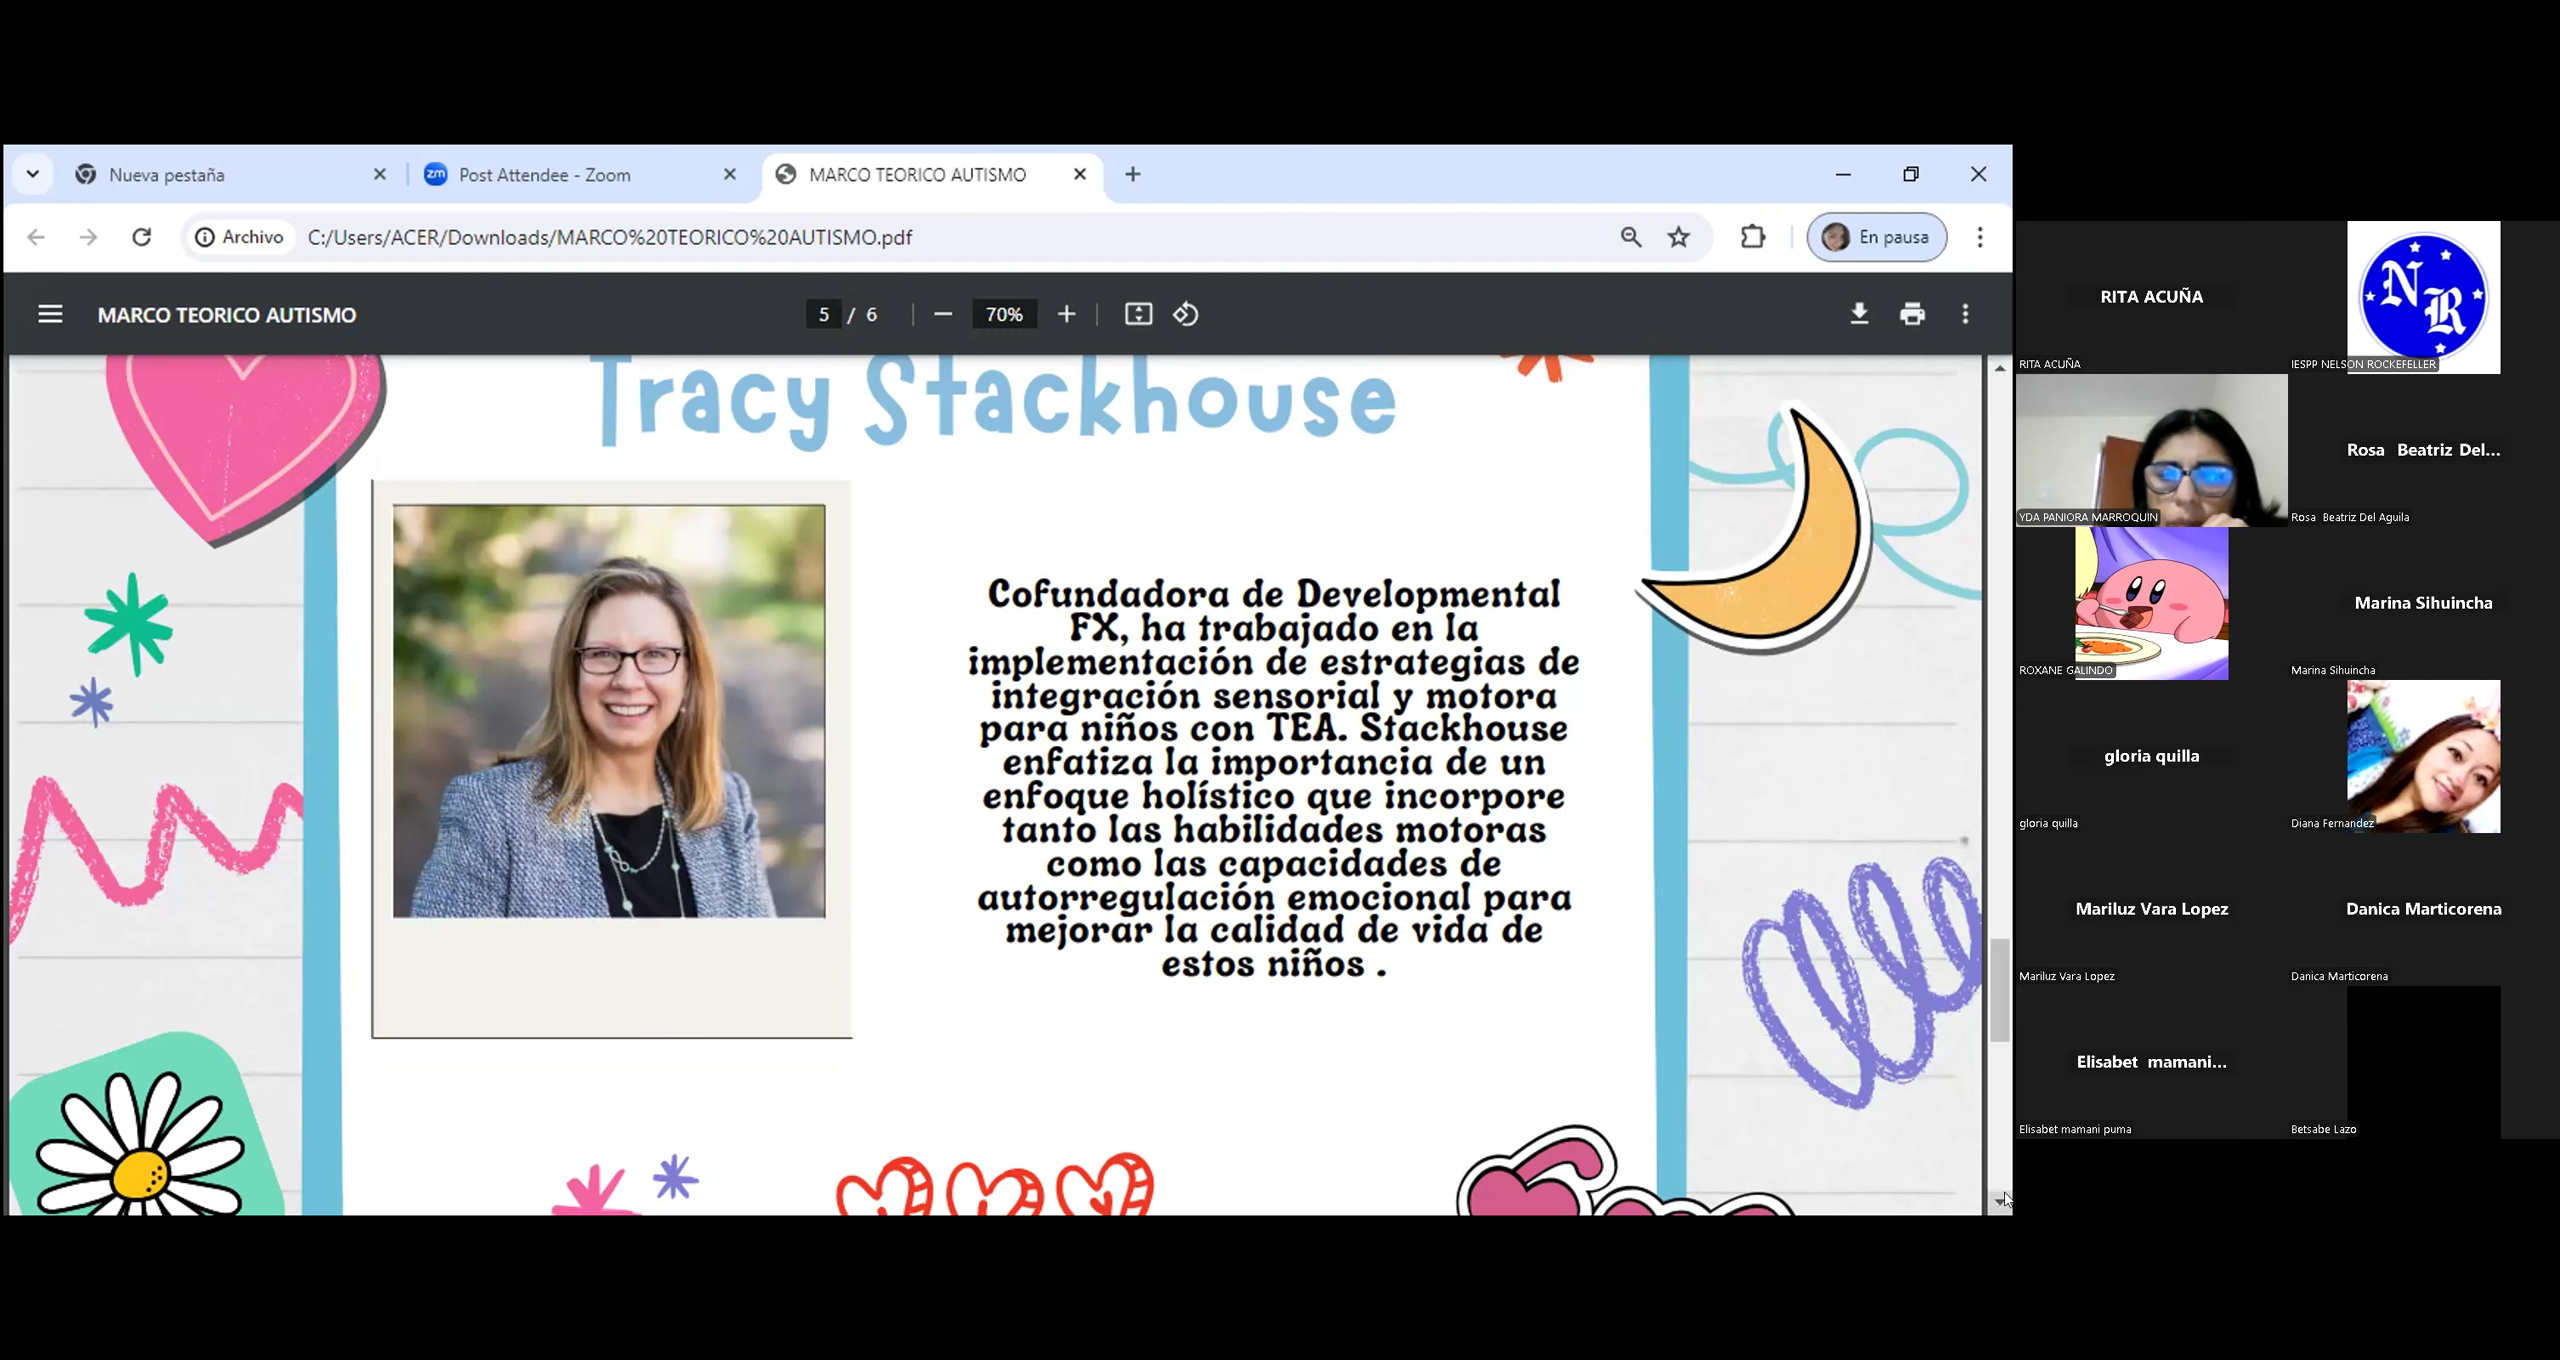 Nueva pestaña
zm
Post Attendee - Zoom
MARCO TEORICO AUTISMO
Archivo
C:/Users/ACER/Downloads/MARCO%20TEORICO%20AUTISMO.pdf
En pausa
MARCO TEORICO AUTISMO
5 / 6
70%
Tracy Stackhouse
Cofundadora de Developmental
FX, ha trabajado en la
implementación de estrategias de
integración sensorial y motora
para niños con TEA. Stackhouse
enfatiza la importancia de un
enfoque holístico que incorpore
tanto las habilidades motoras
como las capacidades de
autorregulación emocional para
mejorar la calidad de vida de
estos niños .
RITA ACUÑA
RITA ACUÑA
NR
IESPP NELSON ROCKEFELLER
YDA PANIORA MARROQUIN
Rosa Beatriz Del...
Rosa Beatriz Del Aguila
ROXANE GALINDO
Marina Sihuincha
Marina Sihuincha
gloria quilla
gloria quilla
Diana Fernandez
Mariluz Vara Lopez
Mariluz Vara Lopez
Danica Marticorena
Danica Marticorena
Elisabet mamani...
Elisabet mamani puma
Betsabe Lazo